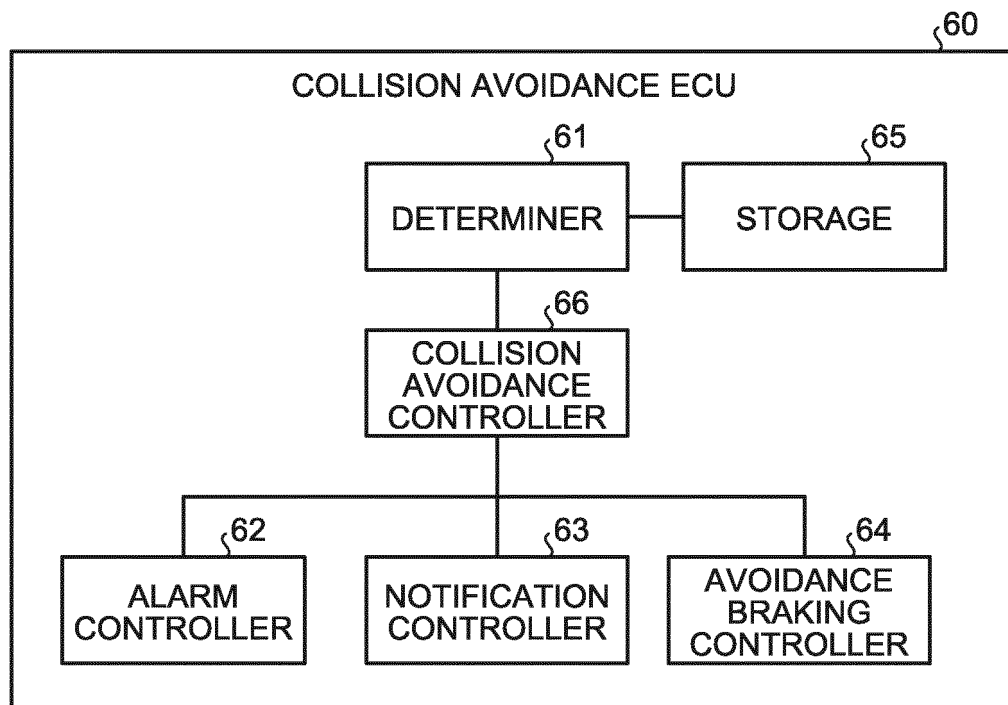 60
COLLISION AVOIDANCE ECU
61
65
DETERMINER
STORAGE
66
COLLISION
AVOIDANCE
CONTROLLER
62
63
64
ALARM
CONTROLLER
NOTIFICATION
CONTROLLER
AVOIDANCE
BRAKING
CONTROLLER